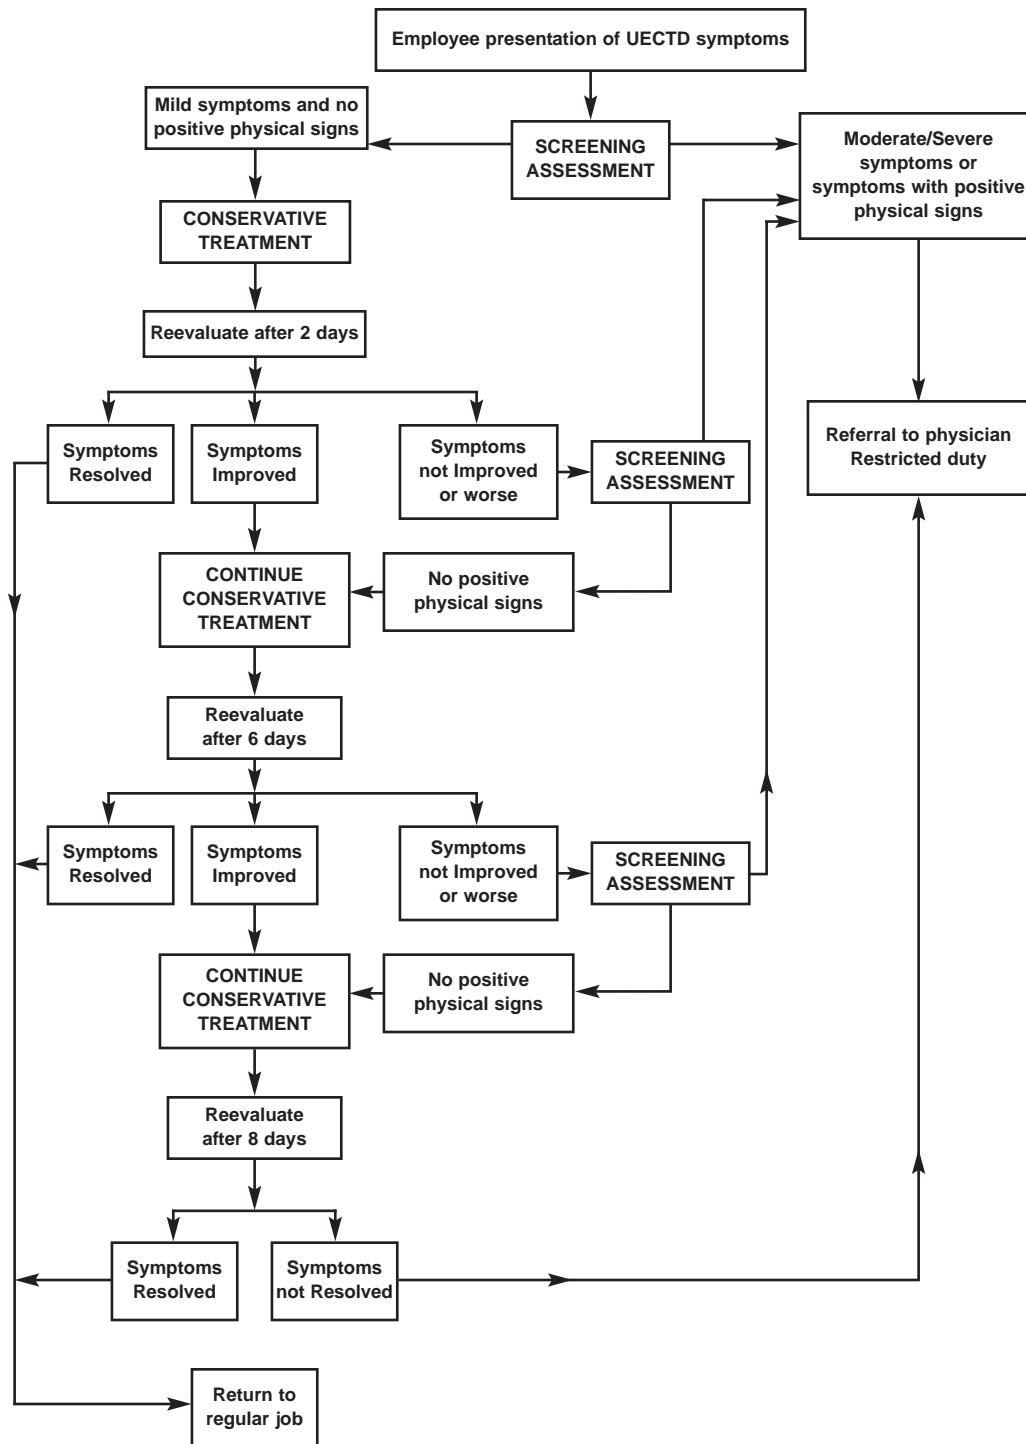 Employee presentation of UECTD symptoms
Mild symptoms and no
positive physical signs
SCREENING
ASSESSMENT
Moderate/Severe
symptoms or
symptoms with positive
physical signs
CONSERVATIVE
TREATMENT
Reevaluate after 2 days
Symptoms
Resolved
Symptoms
Improved
Symptoms
not Improved
or worse
SCREENING
ASSESSMENT
Referral to physician
Restricted duty
CONTINUE
CONSERVATIVE
TREATMENT
No positive
physical signs
Reevaluate
after 6 days
Symptoms
Resolved
Symptoms
Improved
Symptoms
not Improved
or worse
SCREENING
ASSESSMENT
CONTINUE
CONSERVATIVE
TREATMENT
No positive
physical signs
Reevaluate
after 8 days
Symptoms
Resolved
Symptoms
not Resolved
Return to
regular job